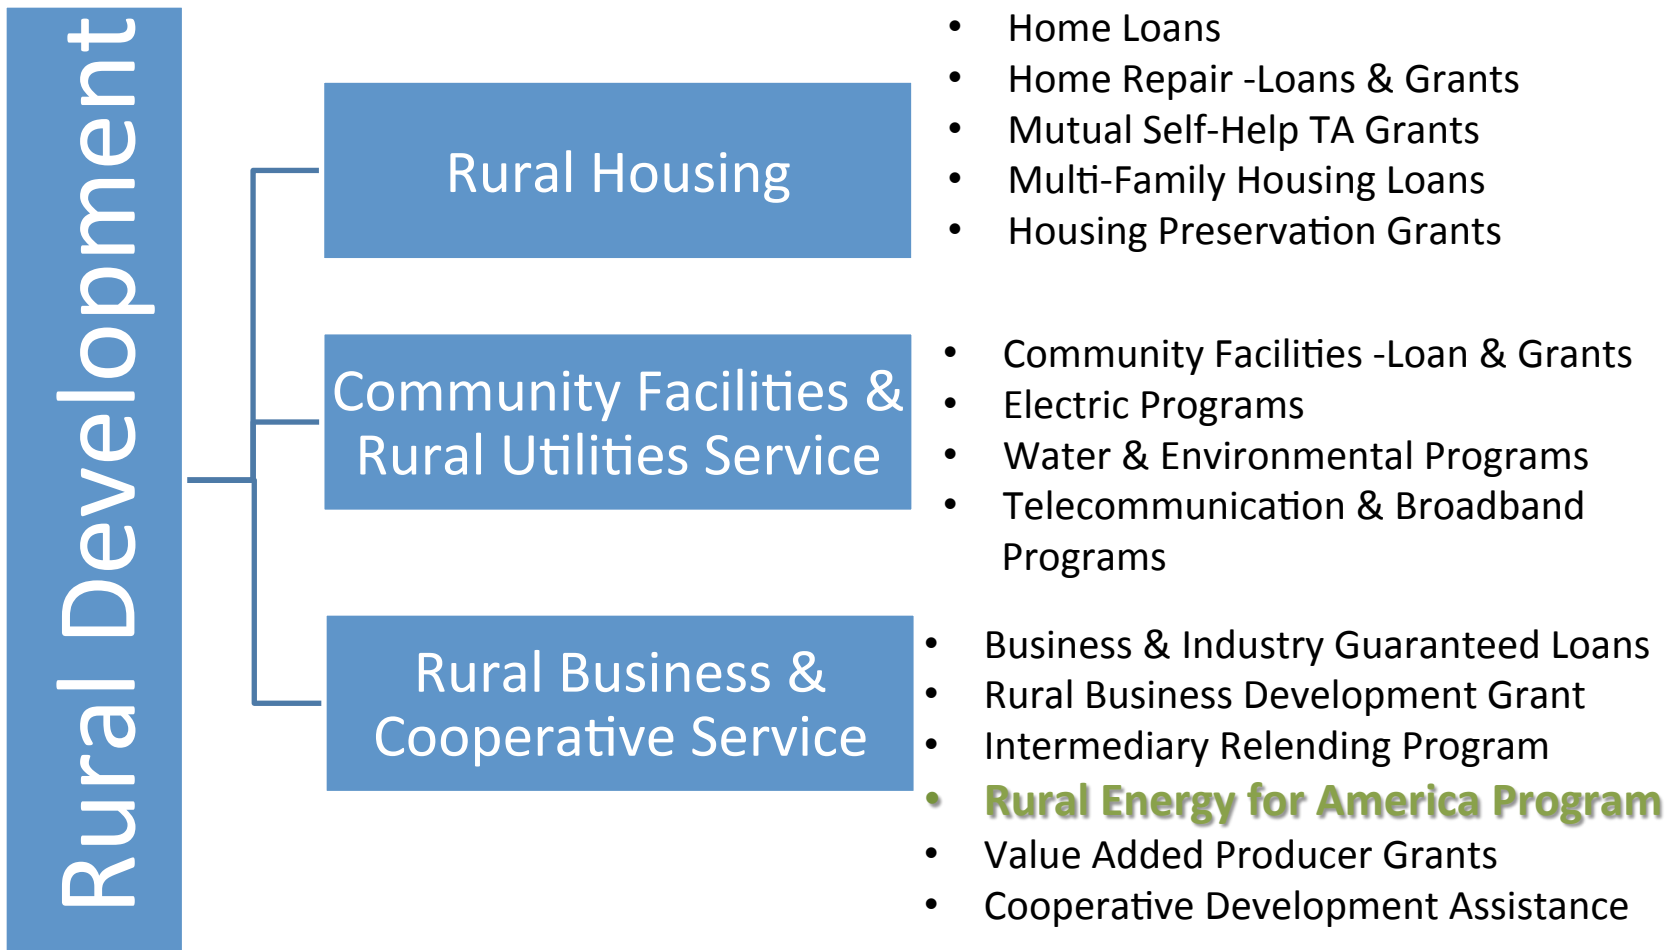 Rural Development
Rural Housing
• Home Loans
• Home Repair -Loans & Grants
• Mutual Self-Help TA Grants
• Multi-Family Housing Loans
• Housing Preservation Grants
Community Facilities &
Rural Utilities Service
• Community Facilities -Loan & Grants
• Electric Programs
• Water & Environmental Programs
• Telecommunication & Broadband
Programs
Rural Business &
Cooperative Service
• Business & Industry Guaranteed Loans
• Rural Business Development Grant
• Intermediary Relending Program
• Rural Energy for America Program
• Value Added Producer Grants
• Cooperative Development Assistance